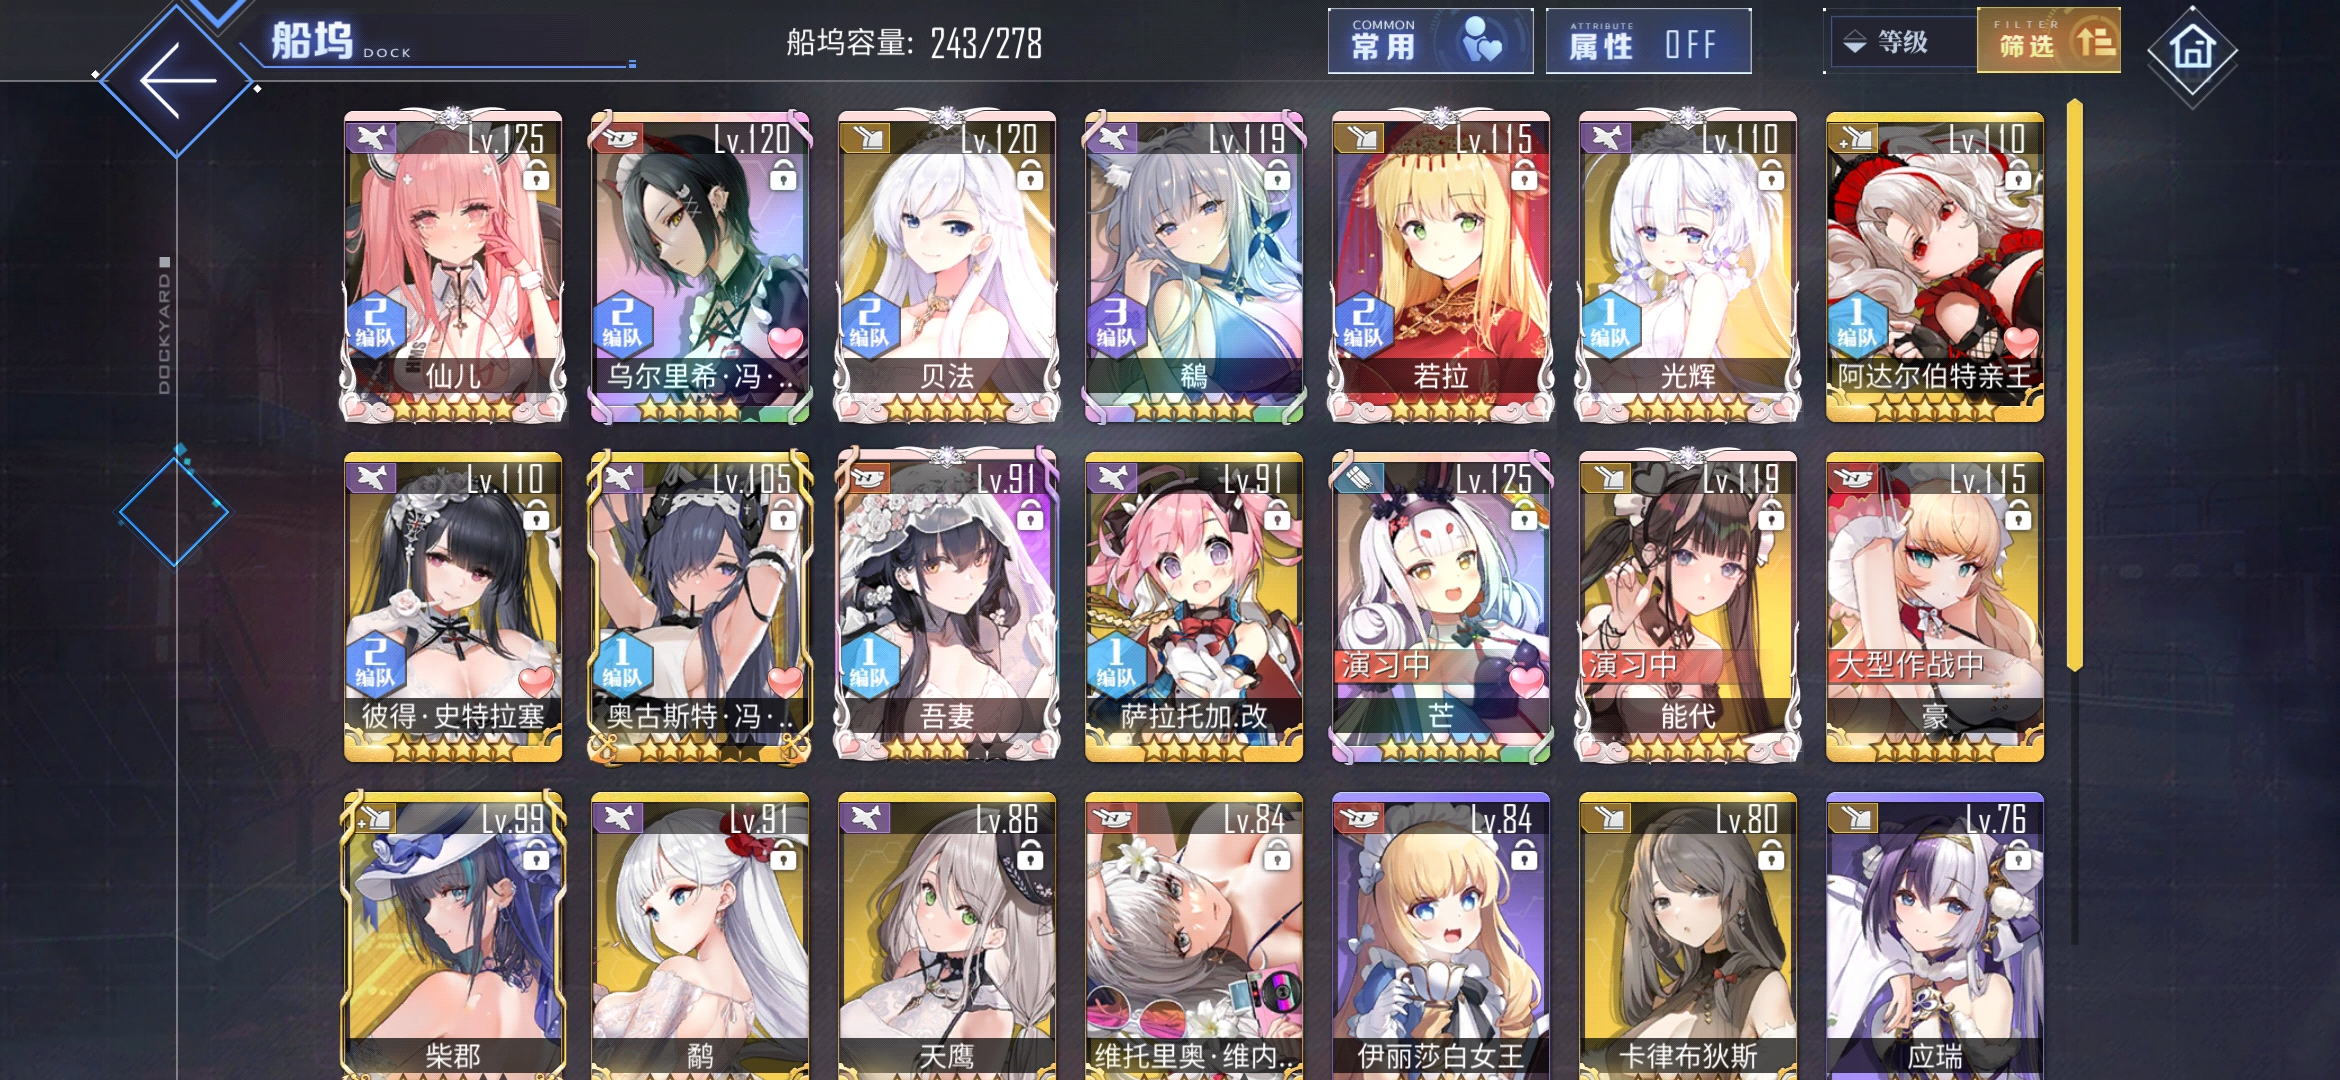 船坞 DOCK
船坞容量: 243/278
COMMON
常用
ATTRIBUTE
属性 OFF
等级
FILTER
筛选
DOCKYARD
Lv.125 Lv.120 Lv.120 Lv.119 Lv.115 Lv.110 Lv.110
2 2 2 3 2 1 1
编队 编队 编队 编队 编队 编队 编队
仙儿 乌尔里希·冯·.. 贝法 鹤 若拉 光辉 阿达尔伯特亲王
Lv.110 Lv.105 Lv.91 Lv.91 Lv.125 Lv.119 Lv.115
2 1 1 1
编队 编队 编队 编队 演习中 演习中 大型作战中
彼得·史特拉塞 奥古斯特·冯·.. 吾妻 萨拉托加.改 芒 能代 豪
Lv.99 Lv.91 Lv.86 Lv.84 Lv.84 Lv.80 Lv.76
柴郡 鹬 天鹰 维托里奥·维内.. 伊丽莎白女王 卡律布狄斯 应瑞